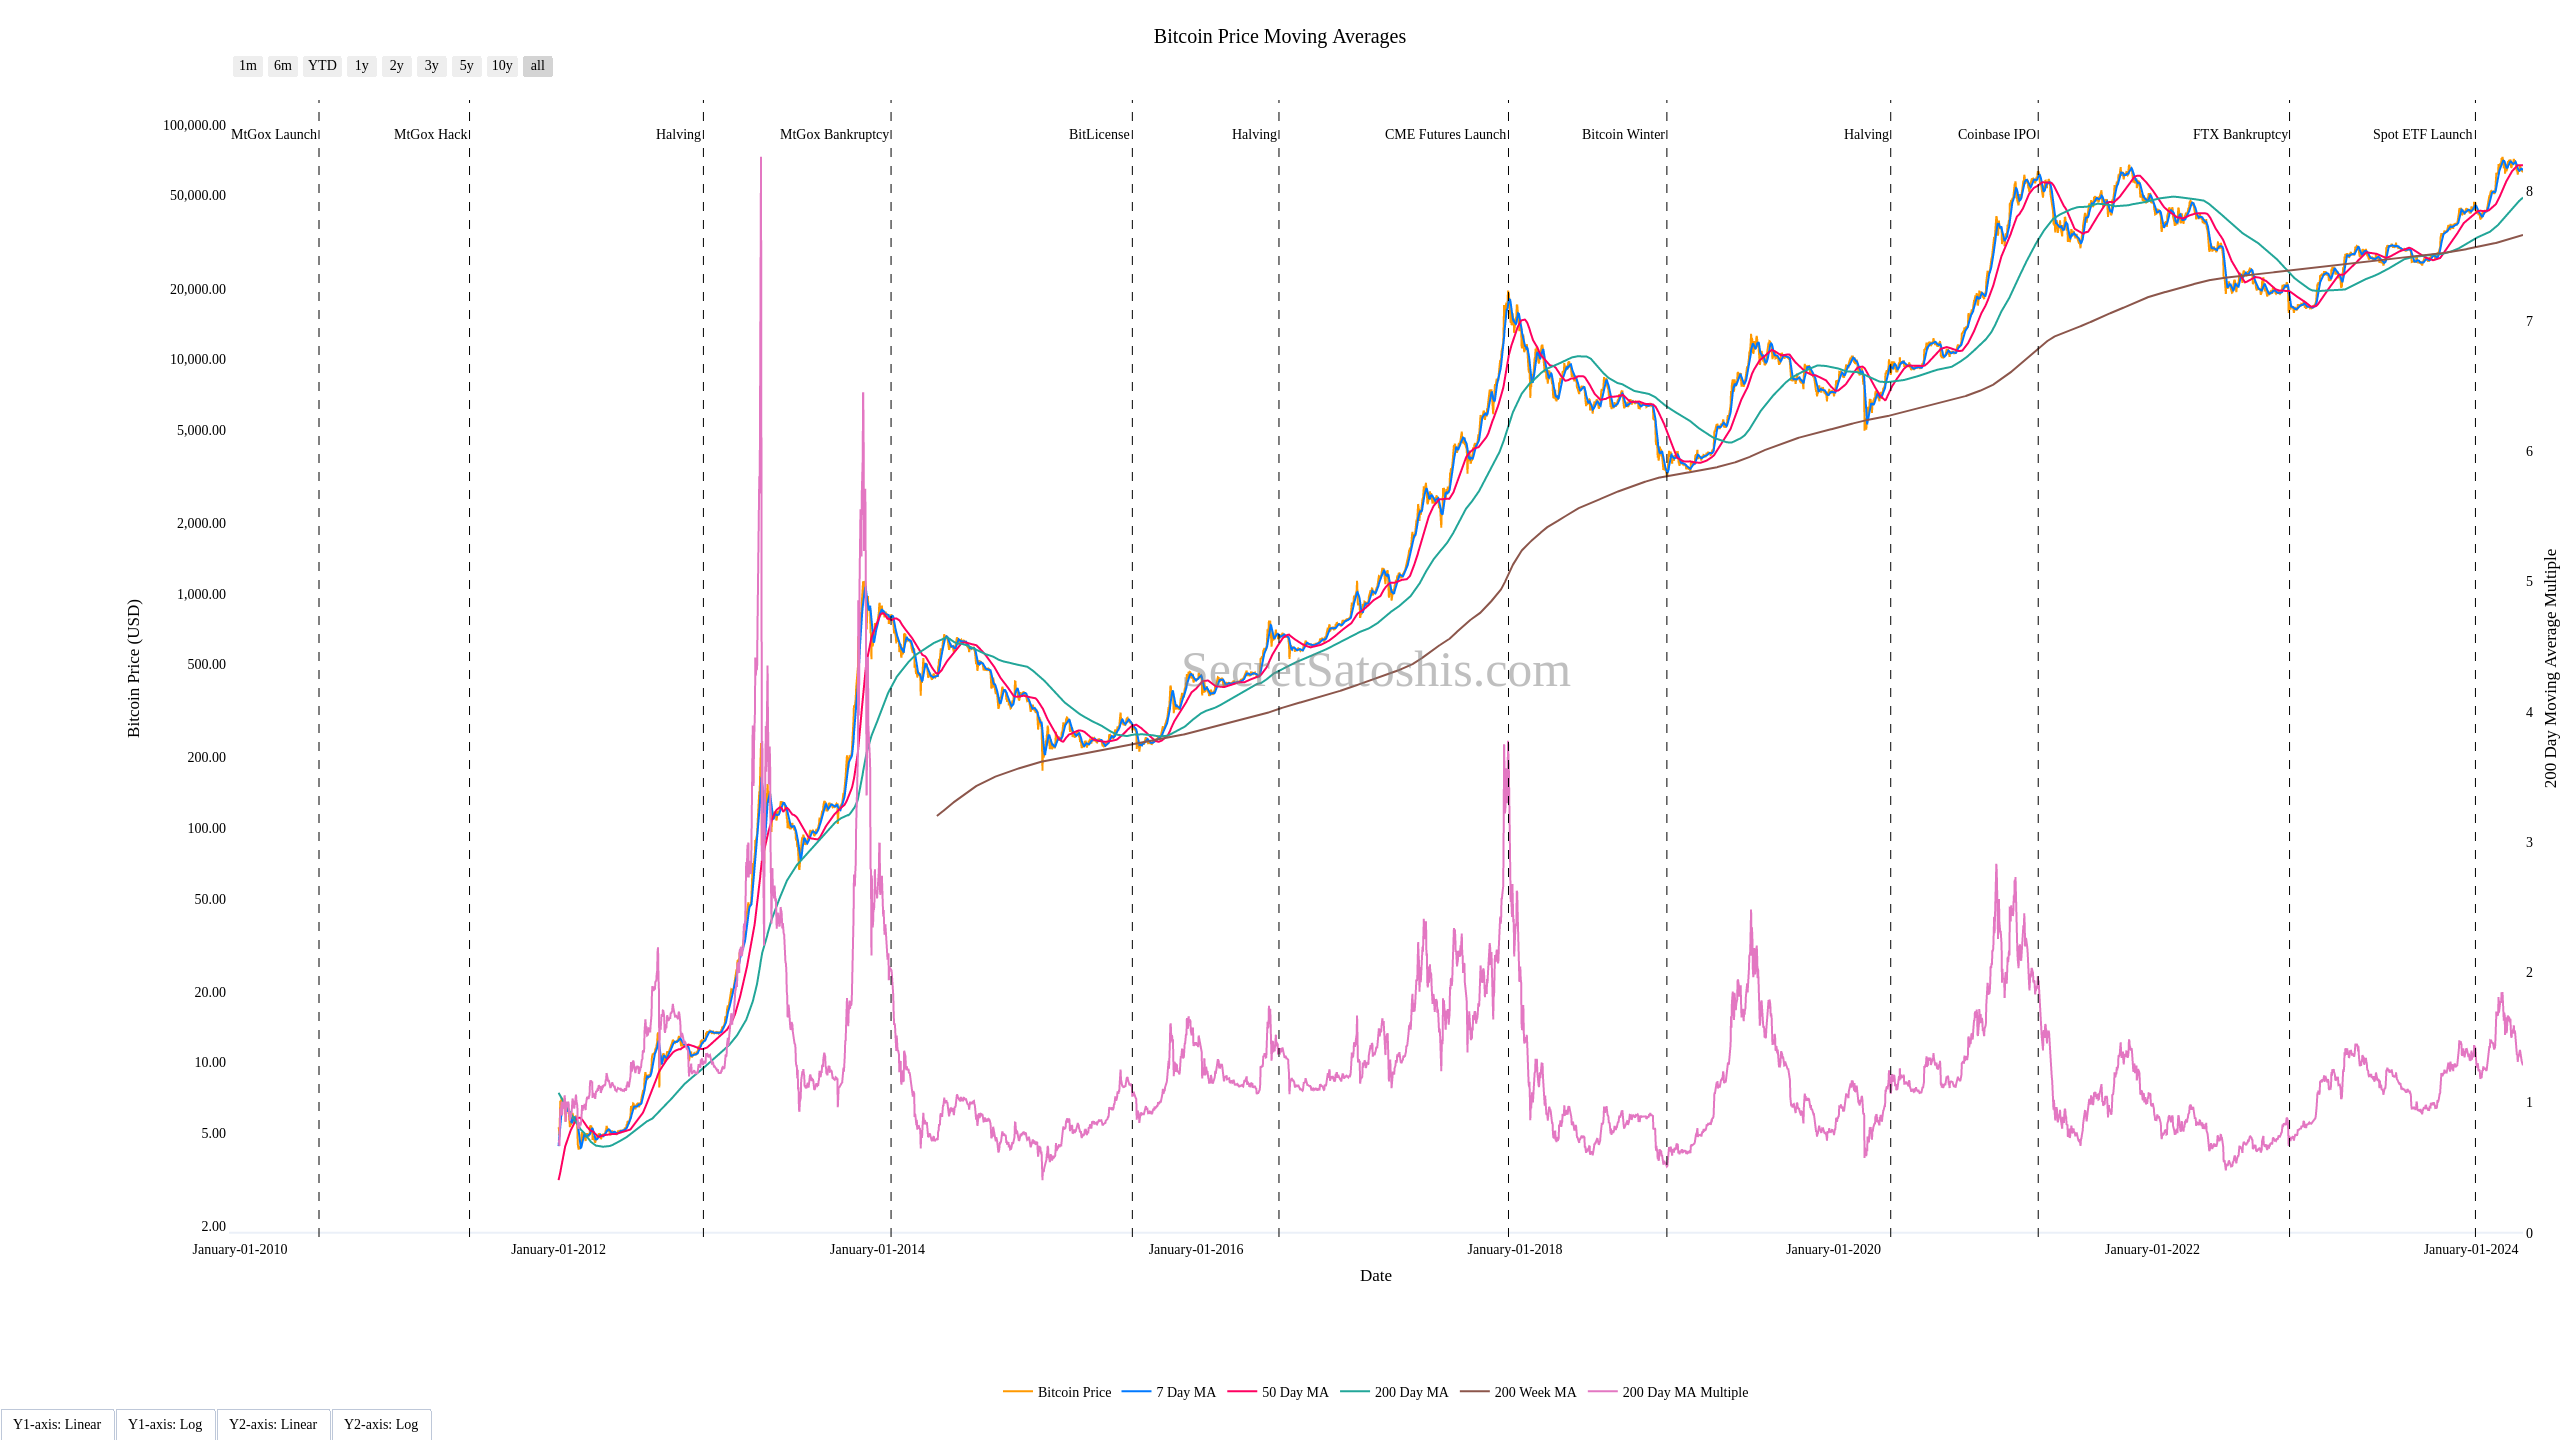 Bitcoin Price Moving Averages
1m 6m YTD 1y 2y 3y 5y 10y all
MtGox Launch
MtGox Hack
Halving
MtGox Bankruptcy
BitLicense
Halving
CME Futures Launch
Bitcoin Winter
Halving
Coinbase IPO
FTX Bankruptcy
Spot ETF Launch
100,000.00
50,000.00
20,000.00
10,000.00
5,000.00
2,000.00
1,000.00
500.00
200.00
100.00
50.00
20.00
10.00
5.00
2.00
Bitcoin Price (USD)
SecretSatoshis.com
8
7
6
5
4
3
2
1
0
200 Day Moving Average Multiple
January-01-2010
January-01-2012
January-01-2014
January-01-2016
January-01-2018
January-01-2020
January-01-2022
January-01-2024
Date
Bitcoin Price
7 Day MA
50 Day MA
200 Day MA
200 Week MA
200 Day MA Multiple
Y1-axis: Linear
Y1-axis: Log
Y2-axis: Linear
Y2-axis: Log